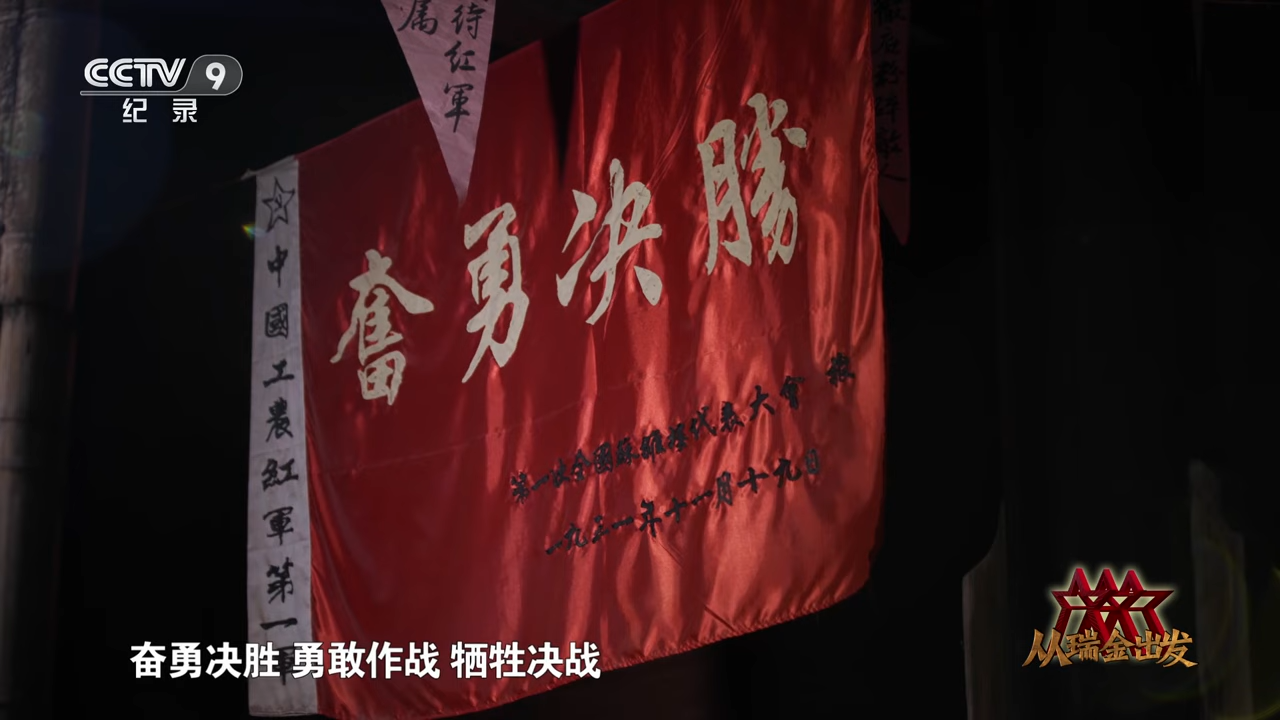 CCTV 9
纪录
属
待紅軍
奮勇决勝
中國工農紅軍第一軍
第一次全國蘇維埃代表大會
一九三一年十一月十九日
奋勇决胜 勇敢作战 牺牲决战
从瑞金出发